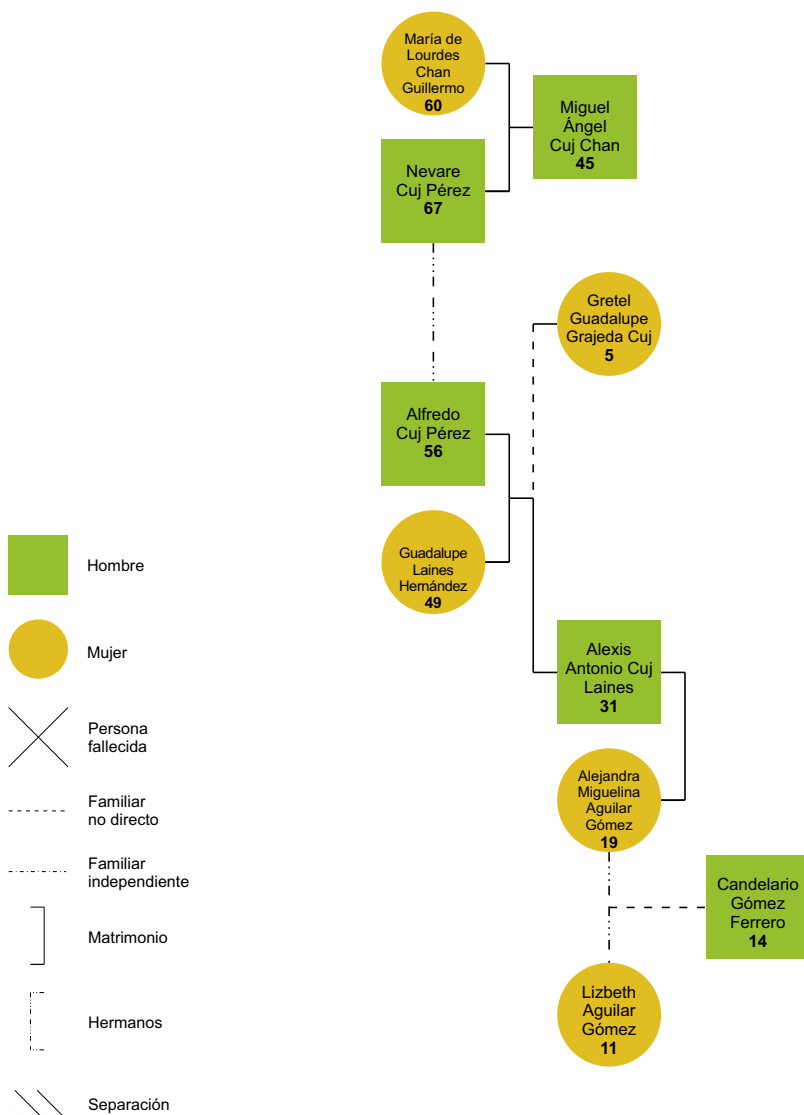 María de
Lourdes
Chan
Guillermo
60
Miguel
Ángel
Cuj Chan
45
Nevare
Cuj Pérez
67
Gretel
Guadalupe
Grajeda Cuj
5
Alfredo
Cuj Pérez
56
Guadalupe
Laines
Hernández
49
Alexis
Antonio Cuj
Laines
31
Alejandra
Miguelina
Aguilar
Gómez
19
Candelario
Gómez
Ferrero
14
Lizbeth
Aguilar
Gómez
11
Hombre
Mujer
Persona
fallecida
Familiar
no directo
Familiar
independiente
Matrimonio
Hermanos
Separación